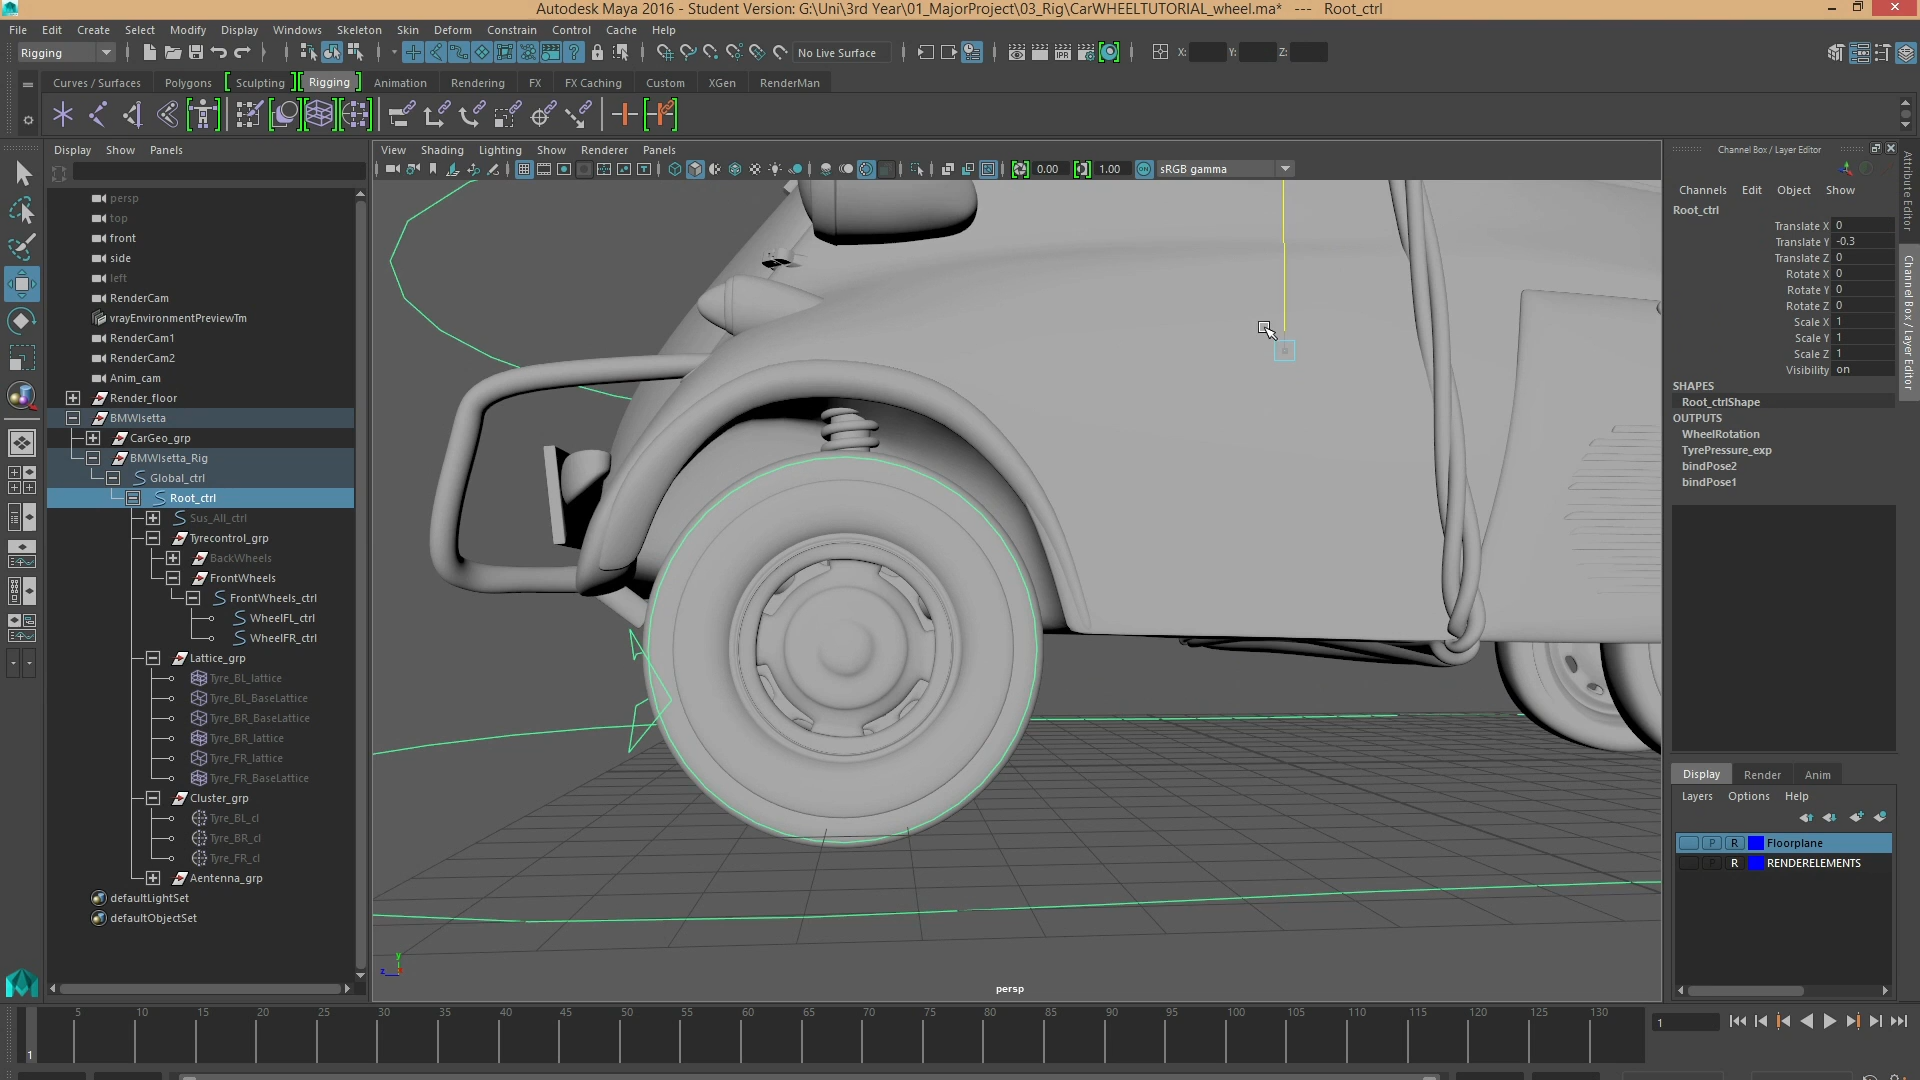 Autodesk Maya 2016 - Student Version: G:\Uni\3rd Year\01_MajorProject\03_Rig\CarWHEELTUTORIAL_wheel.ma* --- Root_ctrl
File Edit Create Select Modify Display Windows Skeleton Skin Deform Constrain Control Cache Help
Rigging No Live Surface X: Y: Z:
Curves / Surfaces Polygons Sculpting Rigging Animation Rendering FX FX Caching Custom XGen RenderMan
Display Show Panels
View Shading Lighting Show Renderer Panels
0.00 1.00 sRGB gamma
persp
top
front
side
left
RenderCam
vrayEnvironmentPreviewTm
RenderCam1
RenderCam2
Anim_cam
Render_floor
BMWIsetta
CarGeo_grp
BMWIsetta_Rig
Global_ctrl
Root_ctrl
Sus_All_ctrl
Tyrecontrol_grp
BackWheels
FrontWheels
FrontWheels_ctrl
WheelFL_ctrl
WheelFR_ctrl
Lattice_grp
Tyre_BL_lattice
Tyre_BL_BaseLattice
Tyre_BR_BaseLattice
Tyre_BR_lattice
Tyre_FR_lattice
Tyre_FR_BaseLattice
Cluster_grp
Tyre_BL_cl
Tyre_BR_cl
Tyre_FR_cl
Aentenna_grp
defaultLightSet
defaultObjectSet
y
z
persp
Channel Box / Layer Editor
Channels Edit Object Show
Root_ctrl
Translate X 0
Translate Y -0.3
Translate Z 0
Rotate X 0
Rotate Y 0
Rotate Z 0
Scale X 1
Scale Y 1
Scale Z 1
Visibility on
SHAPES
Root_ctrlShape
OUTPUTS
WheelRotation
TyrePressure_exp
bindPose2
bindPose1
Attribute Editor
Channel Box / Layer Editor
Display Render Anim
Layers Options Help
P R Floorplane
P R RENDERELEMENTS
5 10 15 20 25 30 35 40 45 50 55 60 65 70 75 80 85 90 95 100 105 110 115 120 125 130
1
1